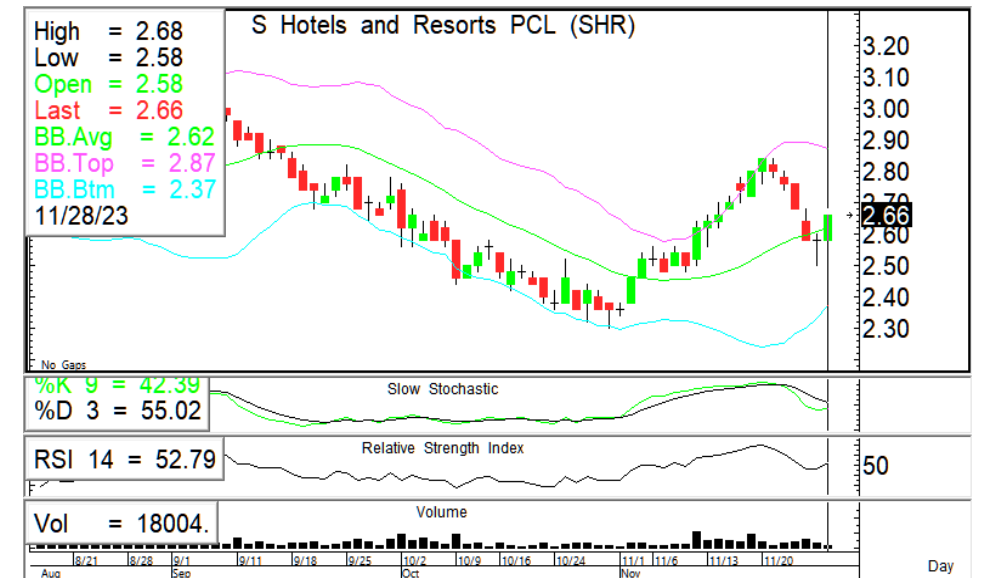 S Hotels and Resorts PCL (SHR)
High = 2.68
Low = 2.58
Open = 2.58
Last = 2.66
BB.Avg = 2.62
BB.Top = 2.87
BB.Btm = 2.37
11/28/23
3.20
3.10
3.00
2.90
2.80
2.70
2.66
2.60
2.50
2.40
2.30
No Gaps
Slow Stochastic
%K 9 = 42.39
%D 3 = 55.02
Relative Strength Index
RSI 14 = 52.79
50
Volume
Vol = 18004.
8/21 8/28 9/1 9/11 9/18 9/25 10/2 10/9 10/16 10/24 11/1 11/6 11/13 11/20
Aug Sep Oct Nov Day